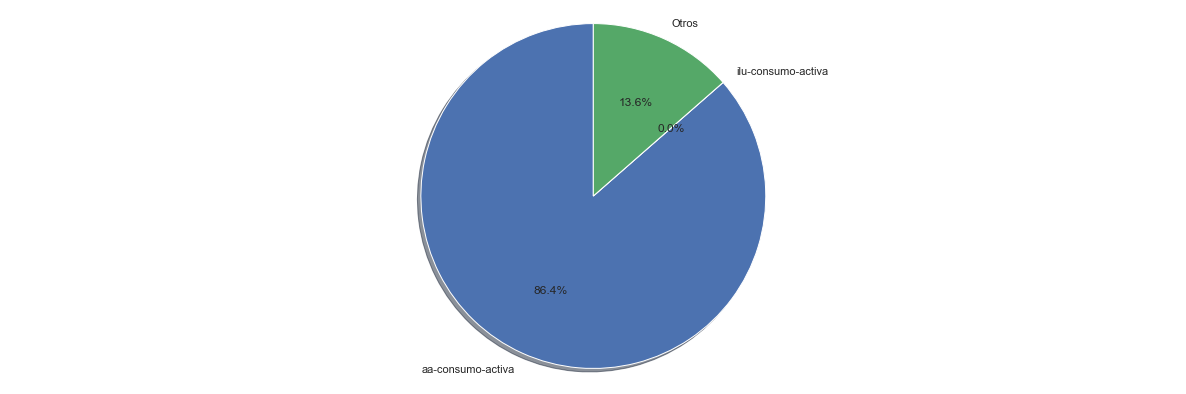 Otros
ilu-consumo-activa
13.6%
0.0%
86.4%
aa-consumo-activa